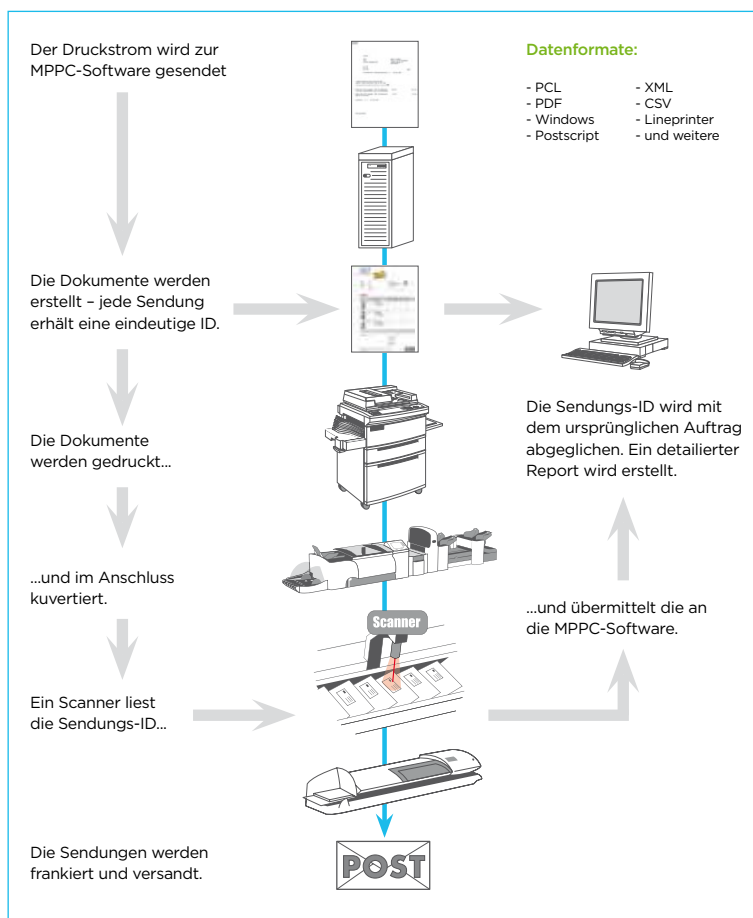 Der Druckstrom wird zur
MPPC-Software gesendet
Datenformate:
- PCL
- PDF
- Windows
- Postscript
- XML
- CSV
- Lineprinter
- und weitere
Die Dokumente werden
erstellt – jede Sendung
erhält eine eindeutige ID.
Die Dokumente
werden gedruckt...
Die Sendungs-ID wird mit
dem ursprünglichen Auftrag
abgeglichen. Ein detailierter
Report wird erstellt.
...und im Anschluss
kuvertiert.
...und übermittelt die an
die MPPC-Software.
Scanner
Ein Scanner liest
die Sendungs-ID...
Die Sendungen werden
frankiert und versandt.
POST